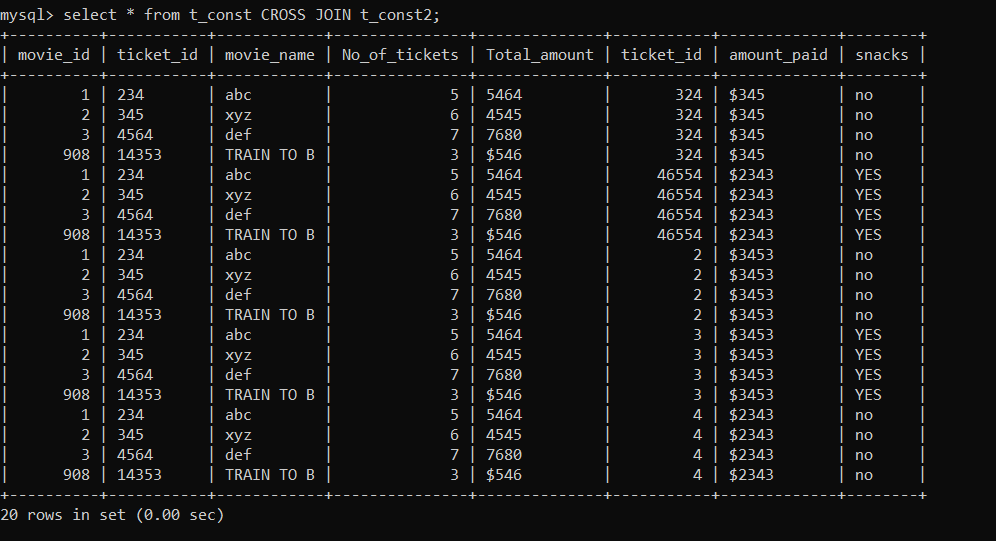 mysql> select * from t_const CROSS JOIN t_const2;
+----------+-----------+------------+---------------+--------------+-----------+-------------+--------+
| movie_id | ticket_id | movie_name | No_of_tickets | Total_amount | ticket_id | amount_paid | snacks |
+----------+-----------+------------+---------------+--------------+-----------+-------------+--------+
|        1 | 234       | abc        |             5 | 5464         |       324 | $345        | no     |
|        2 | 345       | xyz        |             6 | 4545         |       324 | $345        | no     |
|        3 | 4564      | def        |             7 | 7680         |       324 | $345        | no     |
|      908 | 14353     | TRAIN TO B |             3 | $546         |       324 | $345        | no     |
|        1 | 234       | abc        |             5 | 5464         |     46554 | $2343       | YES    |
|        2 | 345       | xyz        |             6 | 4545         |     46554 | $2343       | YES    |
|        3 | 4564      | def        |             7 | 7680         |     46554 | $2343       | YES    |
|      908 | 14353     | TRAIN TO B |             3 | $546         |     46554 | $2343       | YES    |
|        1 | 234       | abc        |             5 | 5464         |         2 | $3453       | no     |
|        2 | 345       | xyz        |             6 | 4545         |         2 | $3453       | no     |
|        3 | 4564      | def        |             7 | 7680         |         2 | $3453       | no     |
|      908 | 14353     | TRAIN TO B |             3 | $546         |         2 | $3453       | no     |
|        1 | 234       | abc        |             5 | 5464         |         3 | $3453       | YES    |
|        2 | 345       | xyz        |             6 | 4545         |         3 | $3453       | YES    |
|        3 | 4564      | def        |             7 | 7680         |         3 | $3453       | YES    |
|      908 | 14353     | TRAIN TO B |             3 | $546         |         3 | $3453       | YES    |
|        1 | 234       | abc        |             5 | 5464         |         4 | $2343       | no     |
|        2 | 345       | xyz        |             6 | 4545         |         4 | $2343       | no     |
|        3 | 4564      | def        |             7 | 7680         |         4 | $2343       | no     |
|      908 | 14353     | TRAIN TO B |             3 | $546         |         4 | $2343       | no     |
+----------+-----------+------------+---------------+--------------+-----------+-------------+--------+
20 rows in set (0.00 sec)